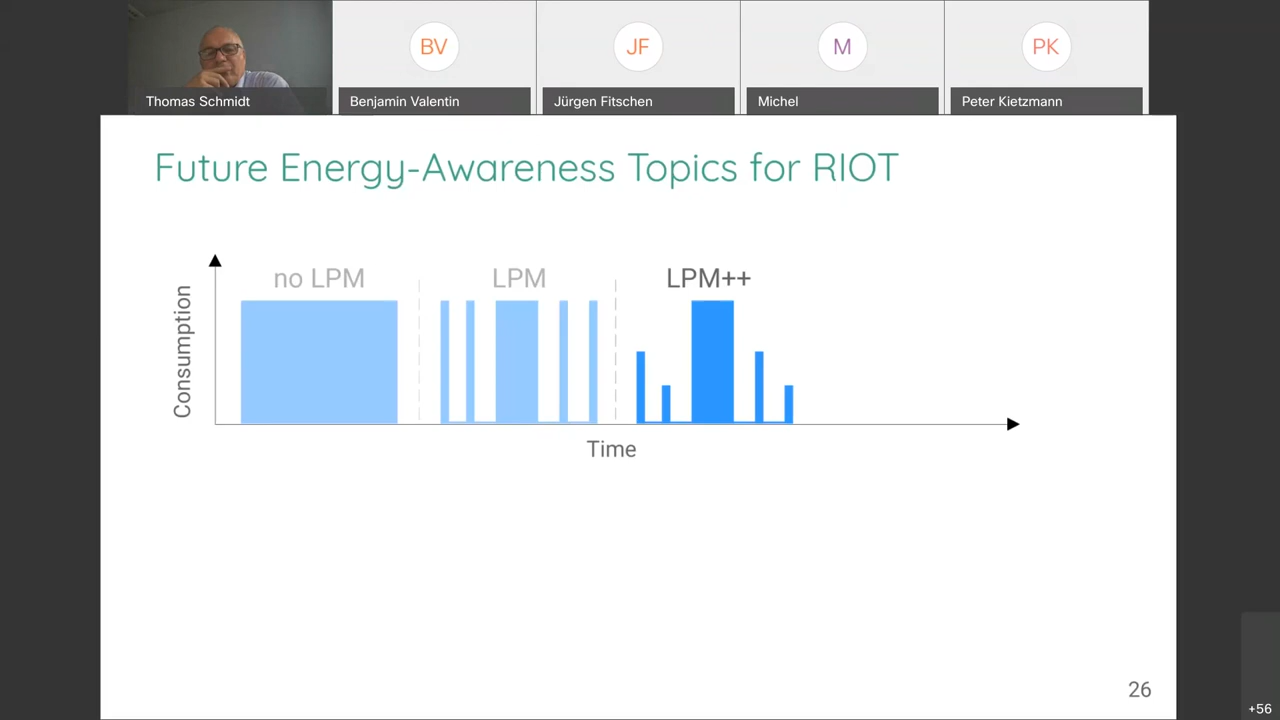 BV
JF
M
PK
Thomas Schmidt
Benjamin Valentin
Jürgen Fitschen
Michel
Peter Kietzmann
Future Energy-Awareness Topics for RIOT
no LPM
LPM
LPM++
Consumption
Time
26
+56